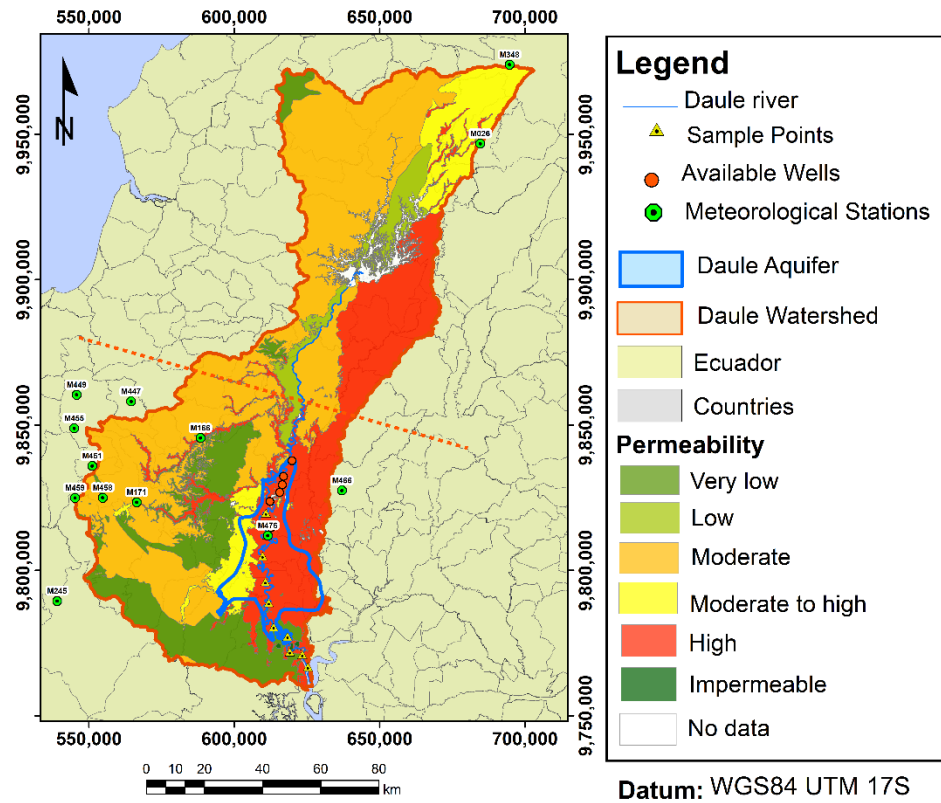 550,000 600,000 650,000 700,000
9,950,000 9,950,000
9,900,000 9,900,000
9,850,000 9,850,000
9,800,000 9,800,000
9,750,000 9,750,000
N
M348
M026
M449
M447
M455
M166
M451
M459
M458
M171
M466
M476
M245
550,000 600,000 650,000 700,000
0 10 20 40 60 80
km
Legend
Daule river
Sample Points
Available Wells
Meteorological Stations
Daule Aquifer
Daule Watershed
Ecuador
Countries
Permeability
Very low
Low
Moderate
Moderate to high
High
Impermeable
No data
Datum: WGS84 UTM 17S